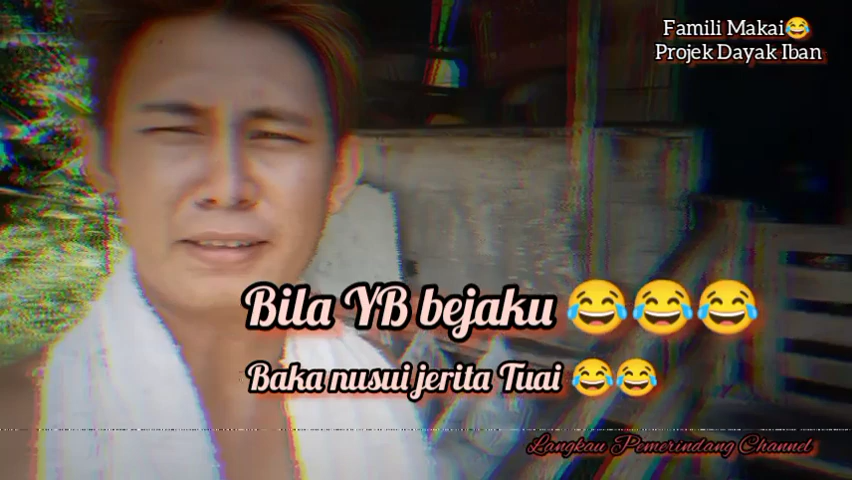 Famili Makai😂
Projek Dayak Iban
Bila YB bejaku 😂😂😂
Baka nusui jerita Tuai 😂😂
Langkau Pemerindang Channel